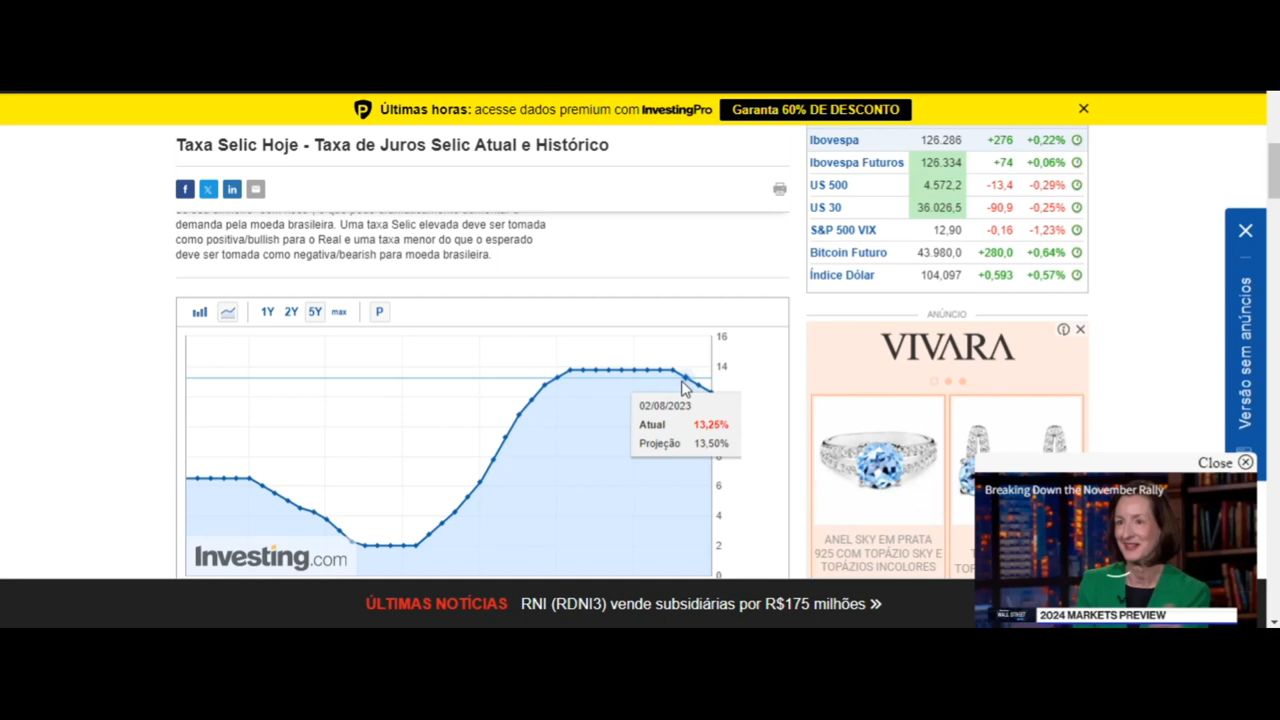 Últimas horas: acesse dados premium com InvestingPro
Garanta 60% DE DESCONTO
Taxa Selic Hoje - Taxa de Juros Selic Atual e Histórico
demanda pela moeda brasileira. Uma taxa Selic elevada deve ser tomada
como positiva/bullish para o Real e uma taxa menor do que o esperado
deve ser tomada como negativa/bearish para moeda brasileira.
1Y 2Y 5Y max P
16
14
8
6
4
2
0
02/08/2023
Atual 13,25%
Projeção 13,50%
Investing.com
Ibovespa 126.286 +276 +0,22%
Ibovespa Futuros 126.334 +74 +0,06%
US 500 4.572,2 -13,4 -0,29%
US 30 36.026,5 -90,9 -0,25%
S&P 500 VIX 12,90 -0,16 -1,23%
Bitcoin Futuro 43.980,0 +280,0 +0,64%
Índice Dólar 104,097 +0,593 +0,57%
ANÚNCIO
VIVARA
ANEL SKY EM PRATA
925 COM TOPÁZIO SKY E
TOPÁZIOS INCOLORES
Versão sem anúncios
Close
Breaking Down the November Rally
WALL STREET
2024 MARKETS PREVIEW
ÚLTIMAS NOTÍCIAS RNI (RDNI3) vende subsidiárias por R$175 milhões »